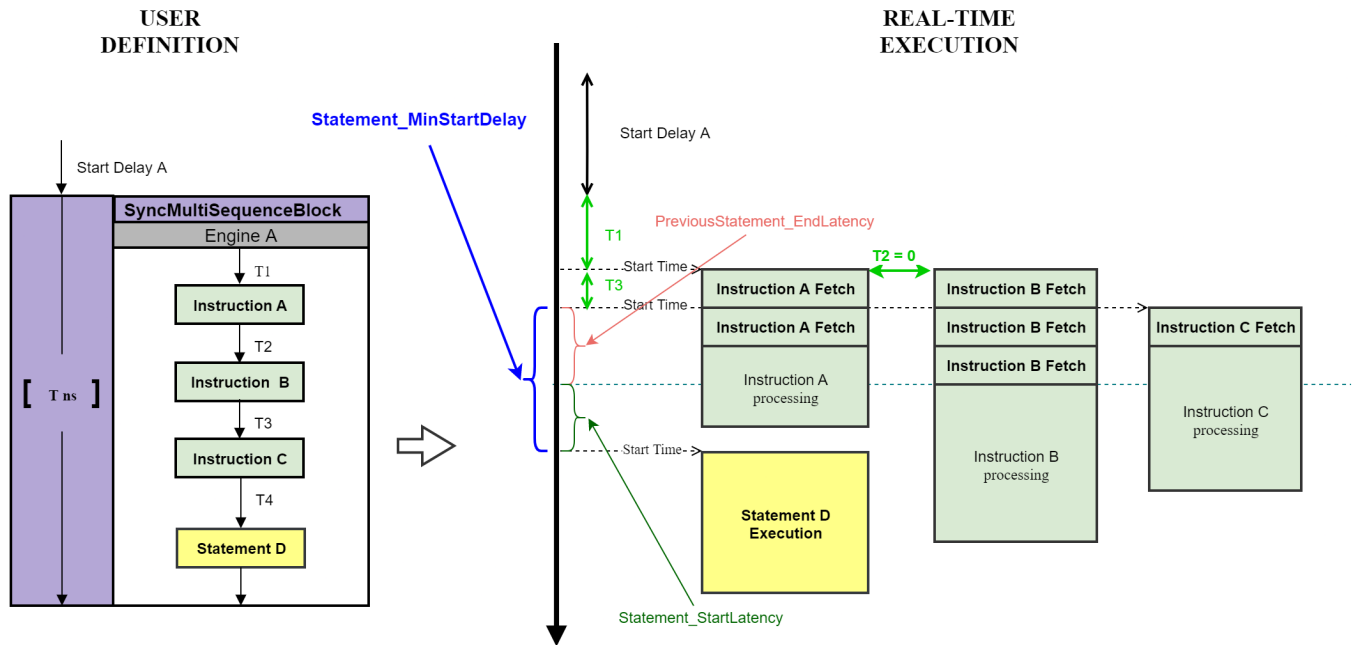 USER
DEFINITION
REAL-TIME
EXECUTION
Statement_MinStartDelay
Start Delay A
Start Delay A
SyncMultiSequenceBlock
Engine A
T1
Instruction A
T2
Instruction B
T3
Instruction C
T4
Statement D
[ T ns ]
T1
PreviousStatement_EndLatency
T2 = 0
Start Time
T3
Start Time
Instruction A Fetch
Instruction B Fetch
Instruction A Fetch
Instruction B Fetch
Instruction C Fetch
Instruction B Fetch
Instruction A
processing
Instruction C
processing
Instruction B
processing
Start Time
Statement D
Execution
Statement_StartLatency